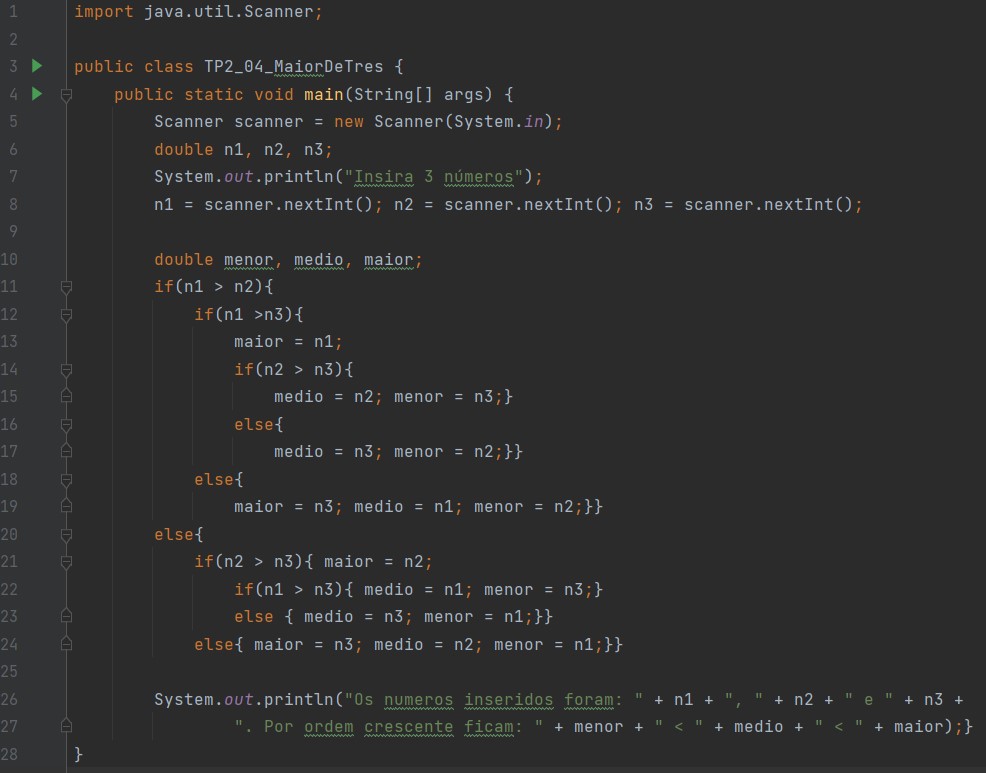 1 import java.util.Scanner;
2
3 public class TP2_04_MaiorDeTres {
4 public static void main(String[] args) {
5 Scanner scanner = new Scanner(System.in);
6 double n1, n2, n3;
7 System.out.println("Insira 3 números");
8 n1 = scanner.nextInt(); n2 = scanner.nextInt(); n3 = scanner.nextInt();
9
10 double menor, medio, maior;
11 if(n1 > n2){
12 if(n1 >n3){
13 maior = n1;
14 if(n2 > n3){
15 medio = n2; menor = n3;}
16 else{
17 medio = n3; menor = n2;}}
18 else{
19 maior = n3; medio = n1; menor = n2;}}
20 else{
21 if(n2 > n3){ maior = n2;
22 if(n1 > n3){ medio = n1; menor = n3;}
23 else { medio = n3; menor = n1;}}
24 else{ maior = n3; medio = n2; menor = n1;}}
25
26 System.out.println("Os numeros inseridos foram: " + n1 + ", " + n2 + " e " + n3 +
27 ". Por ordem crescente ficam: " + menor + " < " + medio + " < " + maior);}
28 }